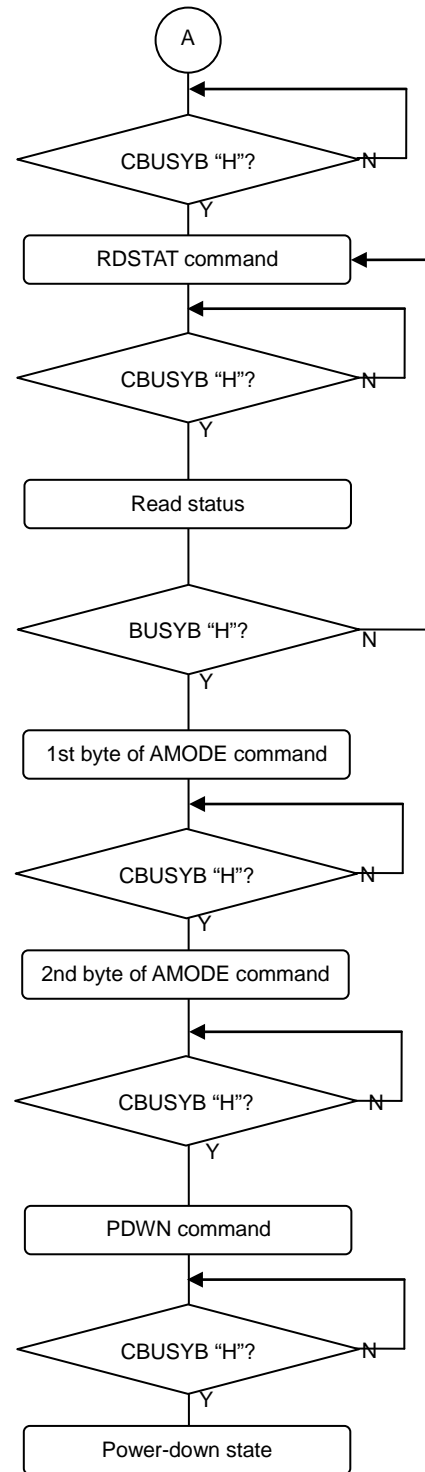 A
CBUSYB “H”?
N
Y
RDSTAT command
CBUSYB “H”?
N
Y
Read status
BUSYB “H”?
N
Y
1st byte of AMODE command
CBUSYB “H”?
N
Y
2nd byte of AMODE command
CBUSYB “H”?
N
Y
PDWN command
CBUSYB “H”?
N
Y
Power-down state